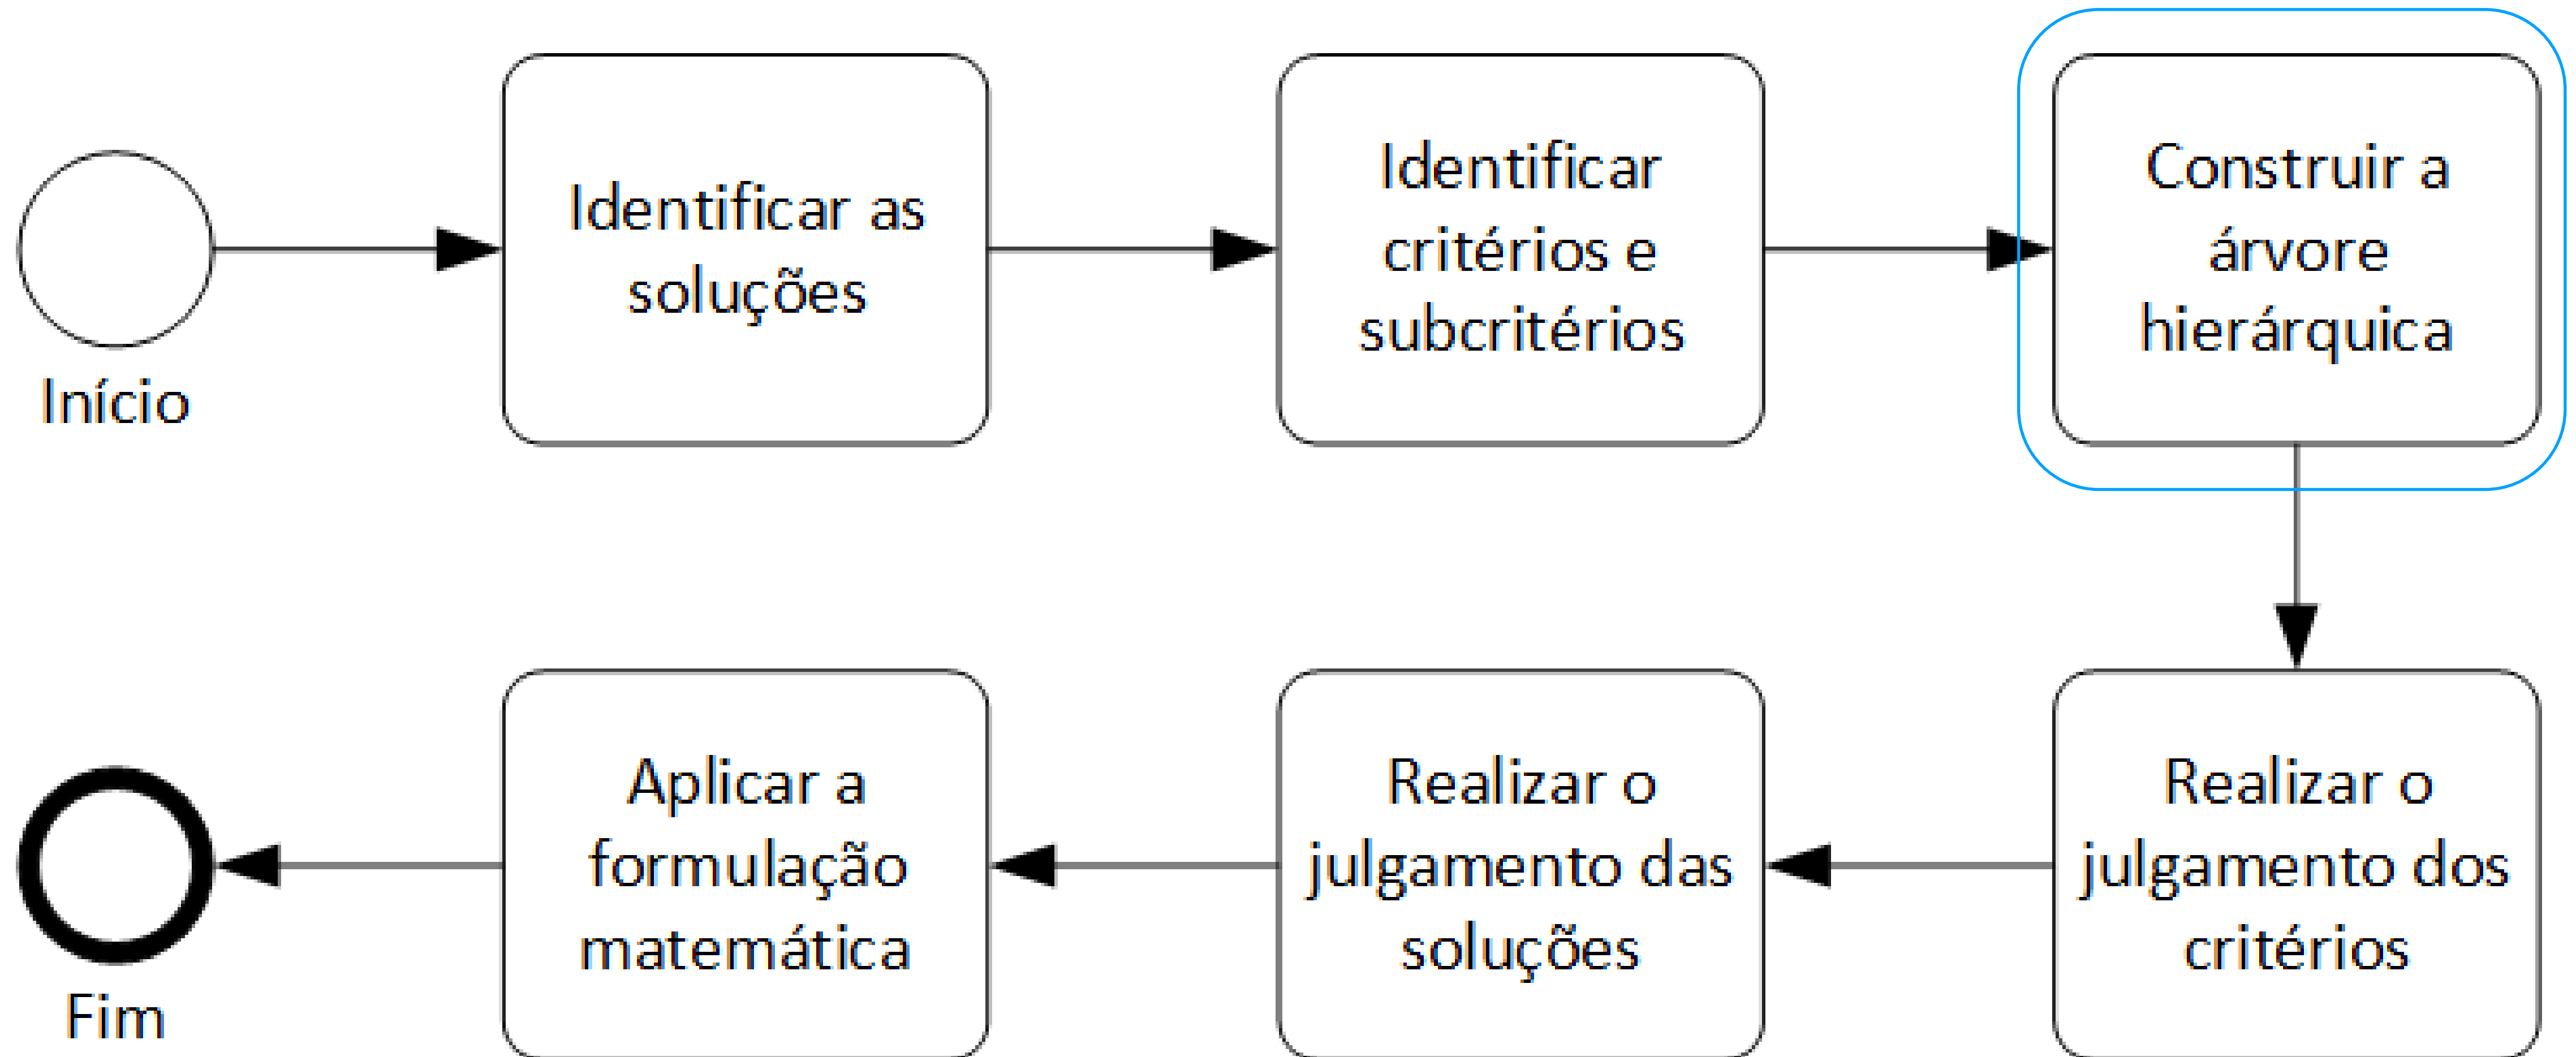 Início
Identificar as
soluções
Identificar
critérios e
subcritérios
Construir a
árvore
hierárquica
Realizar o
julgamento dos
critérios
Realizar o
julgamento das
soluções
Aplicar a
formulação
matemática
Fim